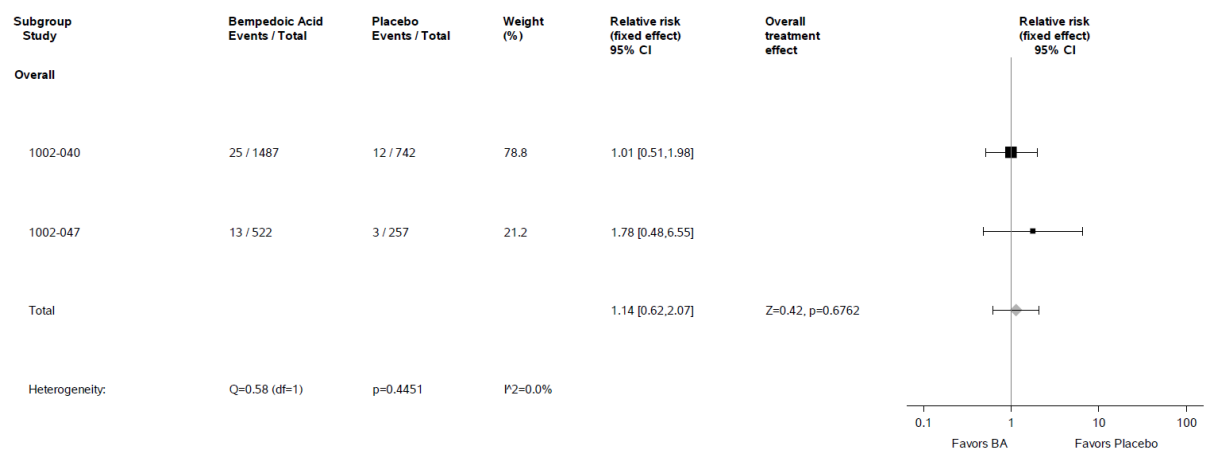 Subgroup Bempedoic Acid Placebo Weight Relative risk Overall Relative risk
Study Events / Total Events / Total (%) (fixed effect) treatment (fixed effect)
95% CI effect 95% CI
Overall
1002-040 25 / 1487 12 / 742 78.8 1.01 [0.51,1.98]
1002-047 13 / 522 3 / 257 21.2 1.78 [0.48,6.55]
Total 1.14 [0.62,2.07] Z=0.42, p=0.6762
Heterogeneity: Q=0.58 (df=1) p=0.4451 I^2=0.0%
0.1 1 10 100
Favors BA Favors Placebo